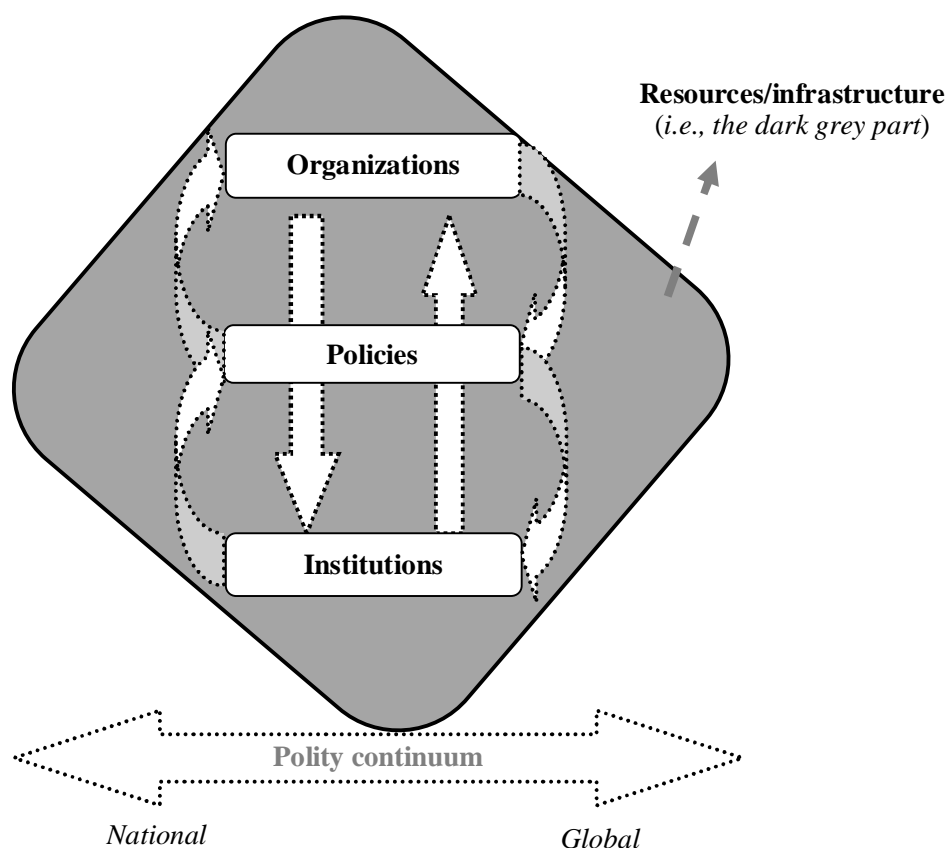 Resources/infrastructure
(i.e., the dark grey part)
Organizations
Policies
Institutions
Polity continuum
National
Global